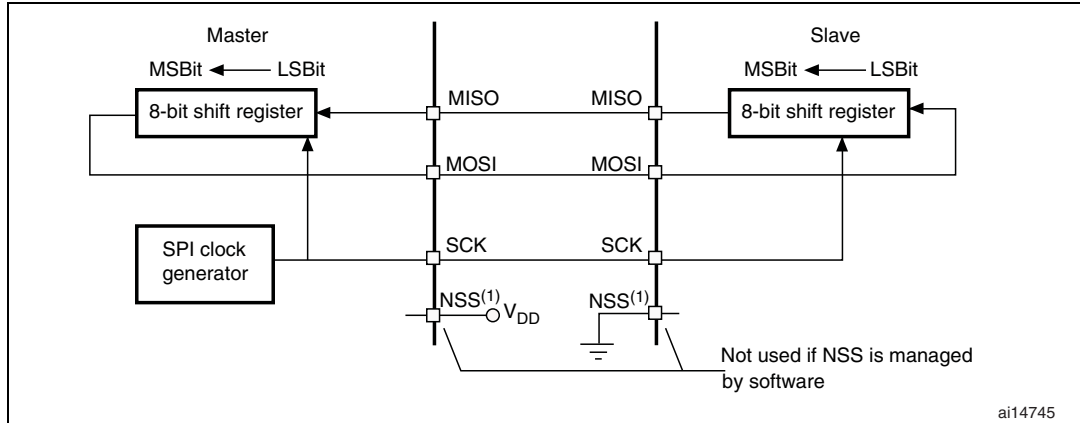 Master
Slave
MSBit LSBit
MSBit LSBit
8-bit shift register
MISO
MISO
8-bit shift register
MOSI
MOSI
SPI clock
generator
SCK
SCK
NSS(1)
VDD
NSS(1)
Not used if NSS is managed
by software
ai14745